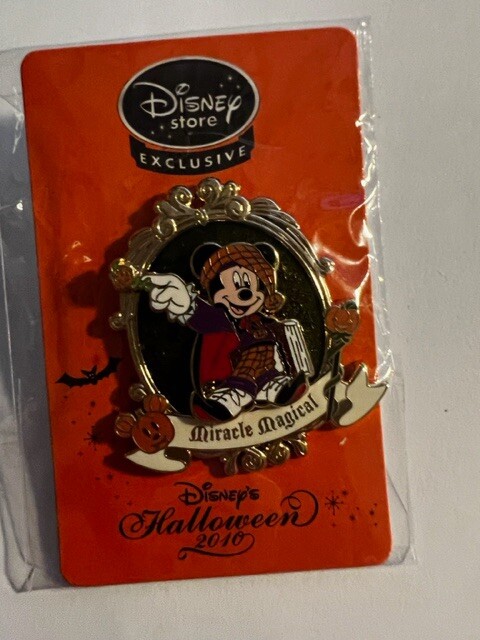 Disney
store
EXCLUSIVE
Miracle Magical
Disney's
Halloween
2010